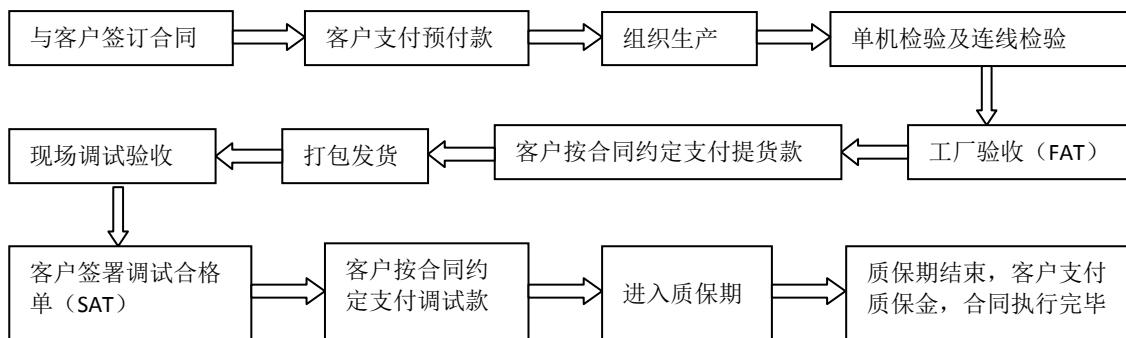 与客户签订合同
客户支付预付款
组织生产
单机检验及连线检验
工厂验收（FAT）
客户按合同约定支付提货款
打包发货
现场调试验收
客户签署调试合格
单（SAT）
客户按合同约
定支付调试款
进入质保期
质保期结束，客户支付
质保金，合同执行完毕